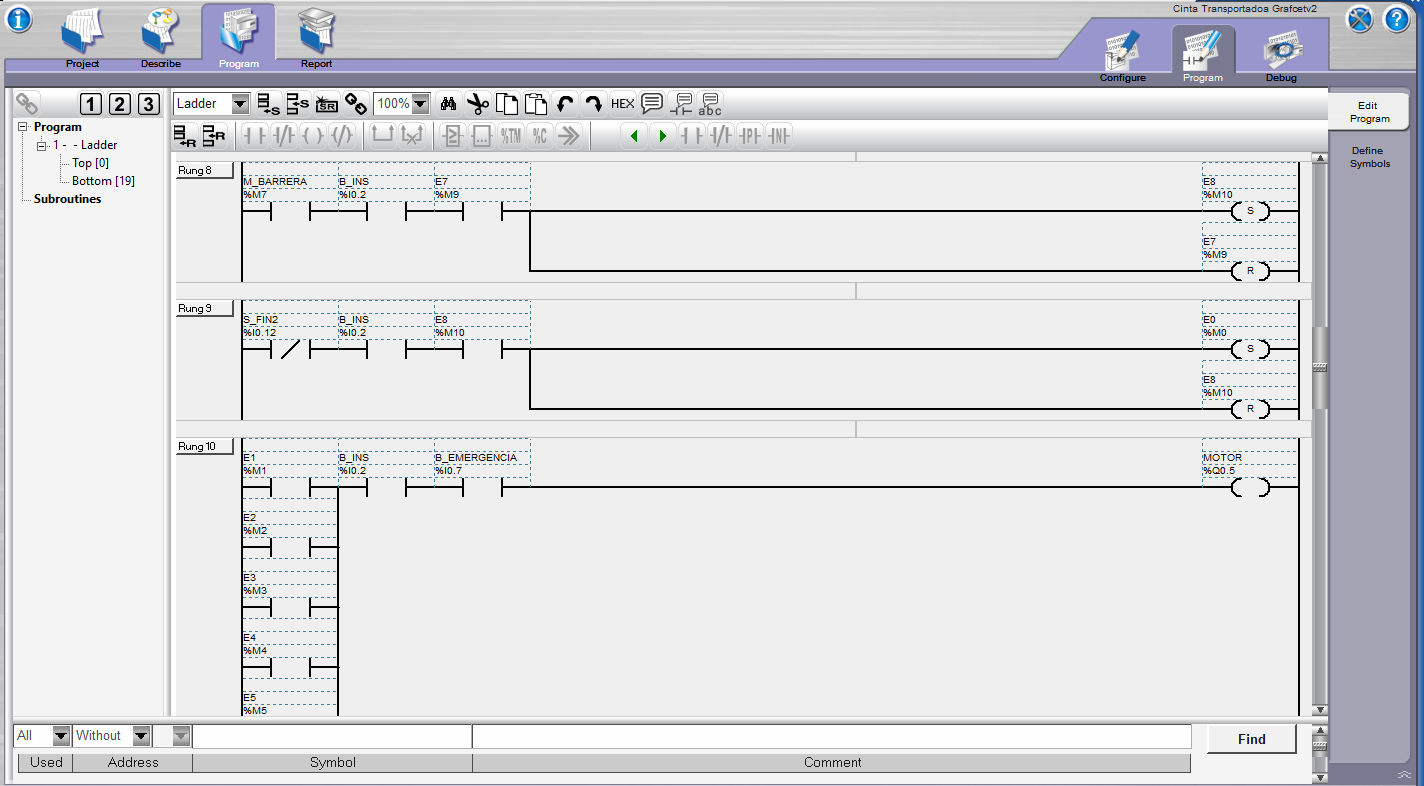 Cinta Transportadoa Grafcetv2
Project
Describe
Program
Report
Configure
Program
Debug
1 2 3
Ladder
S
S
SR
100%
HEX
abc
Edit
Program
Define
Symbols
R
R
%TM
%C
P
N
Program
1 - - Ladder
Top [0]
Bottom [19]
Subroutines
Rung 8
M_BARRERA B_INS E7 E8
%M7 %I0.2 %M9 %M10
S
E7
%M9
R
Rung 9
S_FIN2 B_INS E8 E0
%I0.12 %I0.2 %M10 %M0
S
E8
%M10
R
Rung 10
E1 B_INS B_EMERGENCIA MOTOR
%M1 %I0.2 %I0.7 %Q0.5
E2
%M2
E3
%M3
E4
%M4
E5
%M5
All Without Find
Used Address Symbol Comment